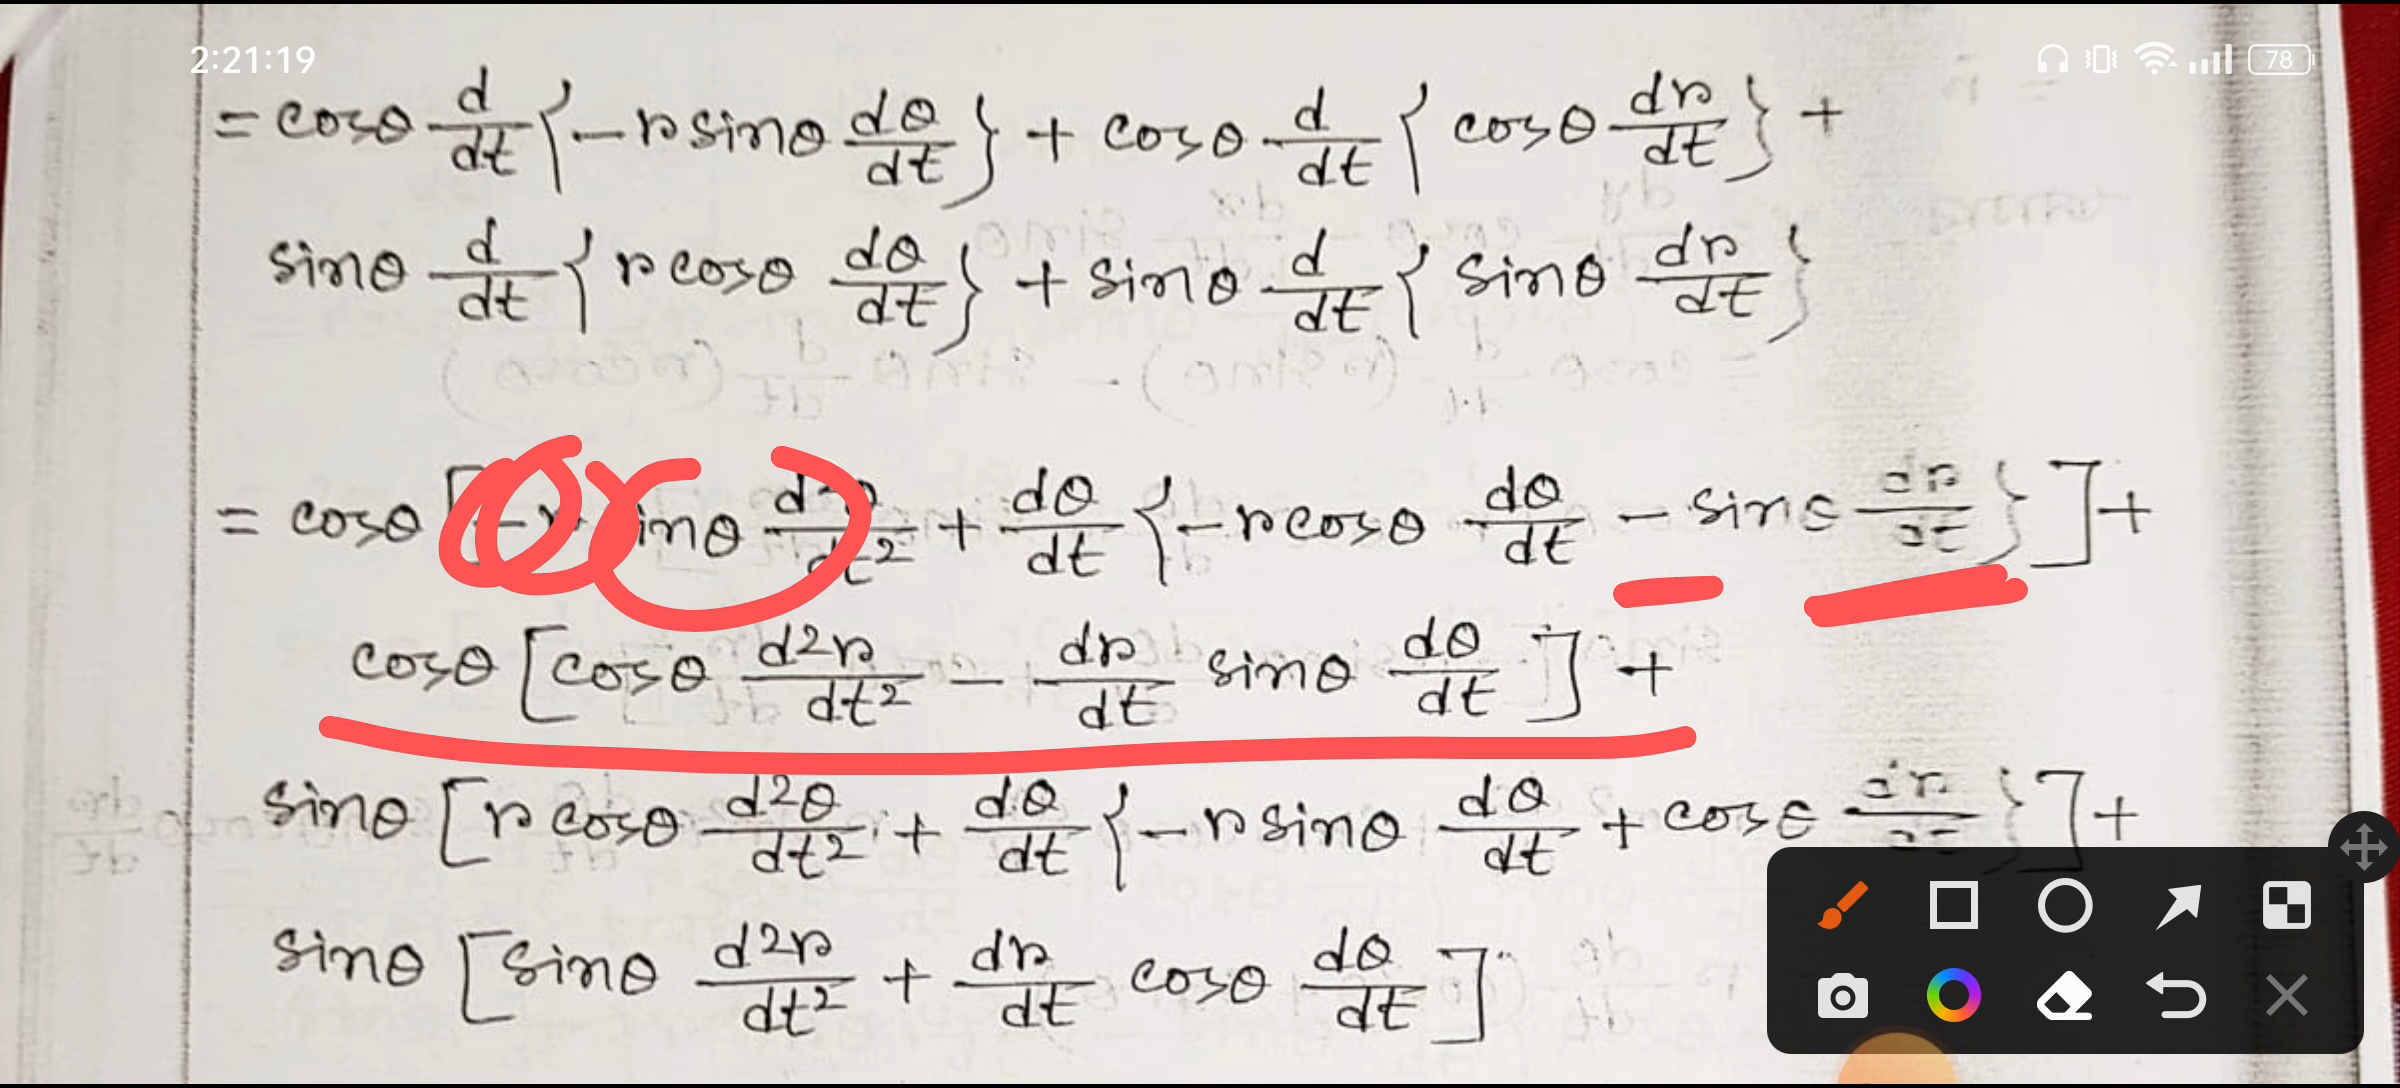 2:21:19 78
= cosθ d/dt {-r sinθ dθ/dt} + cosθ d/dt {cosθ dr/dt} +
sinθ d/dt {r cosθ dθ/dt} + sinθ d/dt {sinθ dr/dt}
= cosθ [-r sinθ d²θ/dt² + dθ/dt {-r cosθ dθ/dt - sinθ dr/dt}] +
cosθ [cosθ d²r/dt² - dr/dt sinθ dθ/dt] +
sinθ [r cosθ d²θ/dt² + dθ/dt {-r sinθ dθ/dt + cosθ dr/dt}] +
sinθ [sinθ d²r/dt² + dr/dt cosθ dθ/dt]